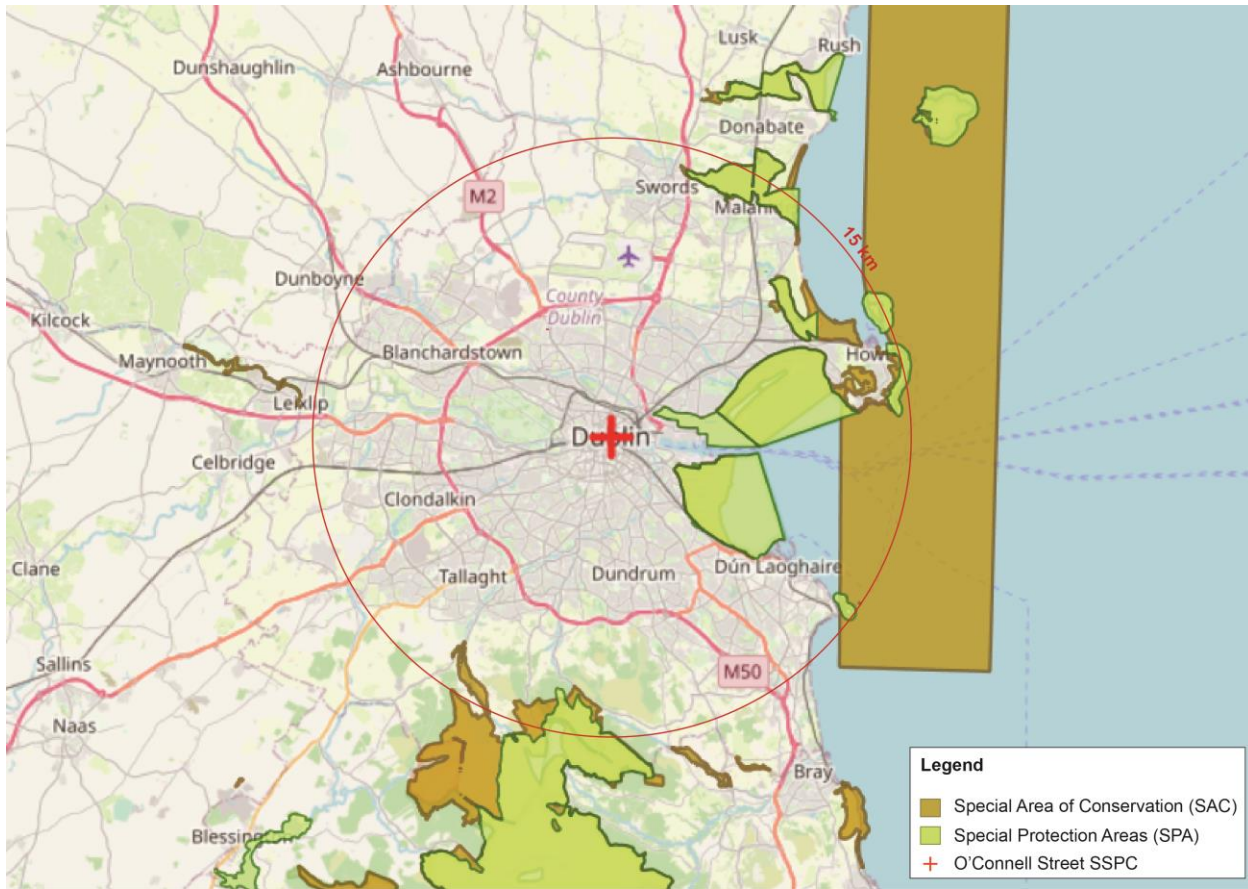 Lusk
Rush
Dunshaughlin
Ashbourne
Donabate
Swords
M2
15 km
Dunboyne
County
Dublin
Kilcock
Maynooth
Blanchardstown
Leixlip
Dublin
Celbridge
Clondalkin
Clane
Tallaght
Dundrum
Dún Laoghaire
Sallins
M50
Naas
Bray
Legend
Special Area of Conservation (SAC)
Special Protection Areas (SPA)
O'Connell Street SSPC